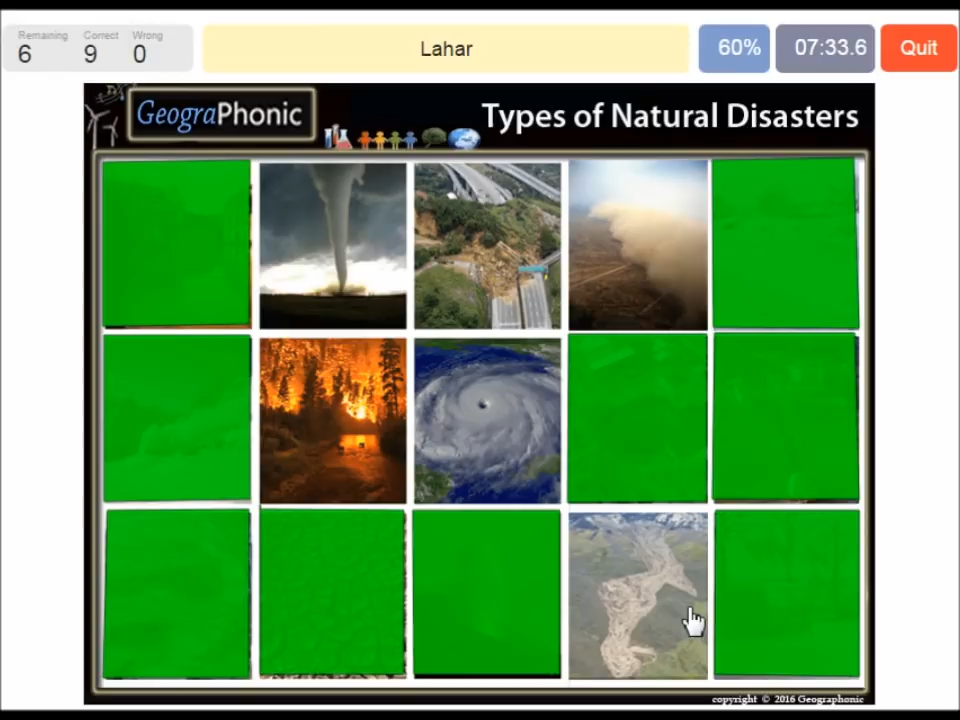 Remaining Correct Wrong
6 9 0
Lahar
60%
07:33.6
Quit
GeograPhonic
Types of Natural Disasters
copyright © 2016 Geographonic